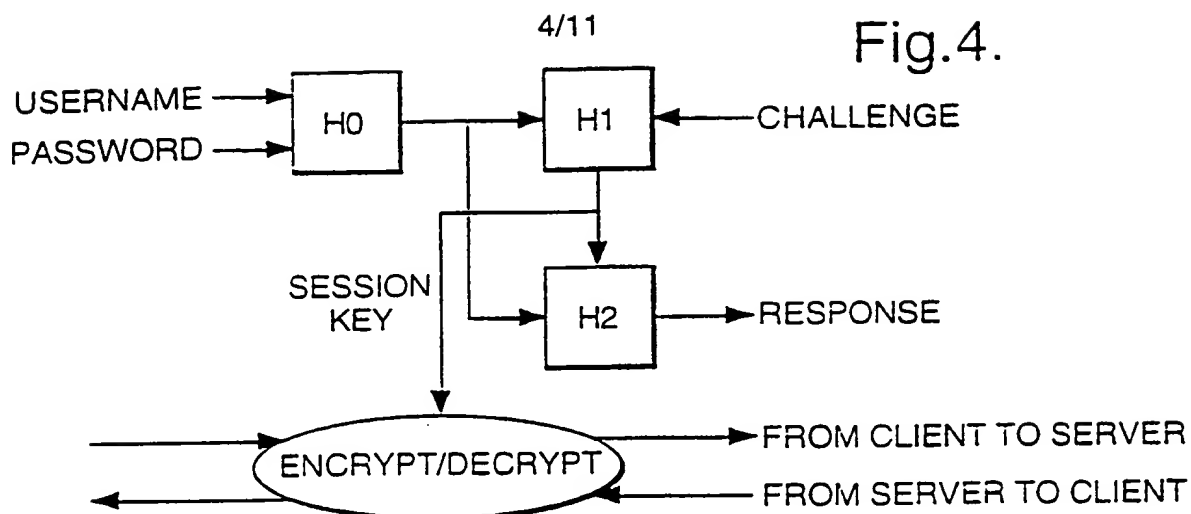 4/11
Fig.4.
USERNAME
PASSWORD
H0
H1
CHALLENGE
SESSION
KEY
H2
RESPONSE
ENCRYPT/DECRYPT
FROM CLIENT TO SERVER
FROM SERVER TO CLIENT